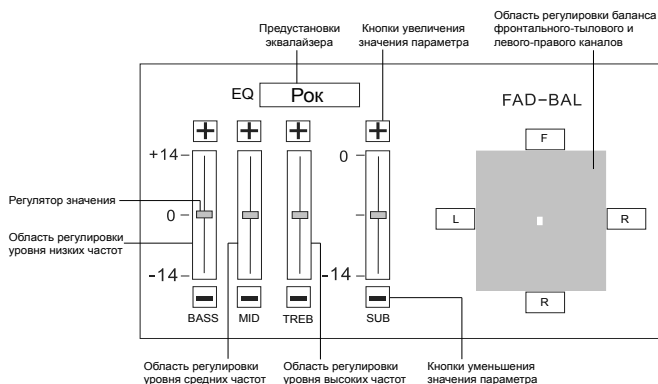 Предустановки
эквалайзера
Кнопки увеличения
значения параметра
Область регулировки баланса
фронтального-тылового и
левого-правого каналов
EQ
Рок
FAD-BAL
F
+14
0
Регулятор значения
0
L
R
Область регулировки
уровня низких частот
-14
-14
R
BASS
MID
TREB
SUB
Область регулировки
уровня средних частот
Область регулировки
уровня высоких частот
Кнопки уменьшения
значения параметра